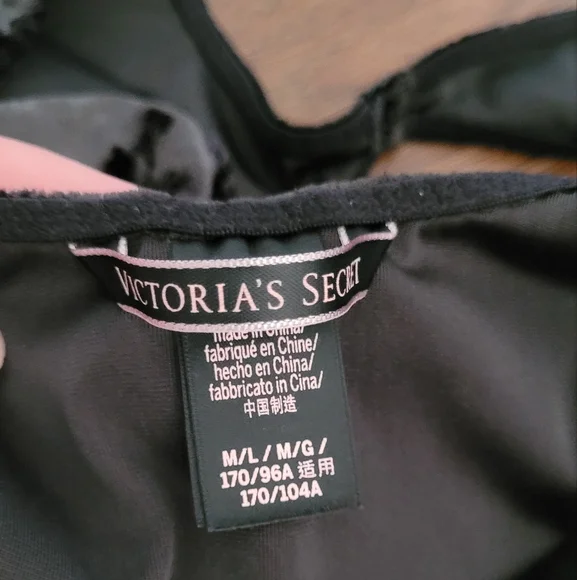 VICTORIA'S SECRET
made in China/
fabriqué en Chine/
hecho en China/
fabbricato in Cina/
中国制造
M/L / M/G /
170/96A 适用
170/104A